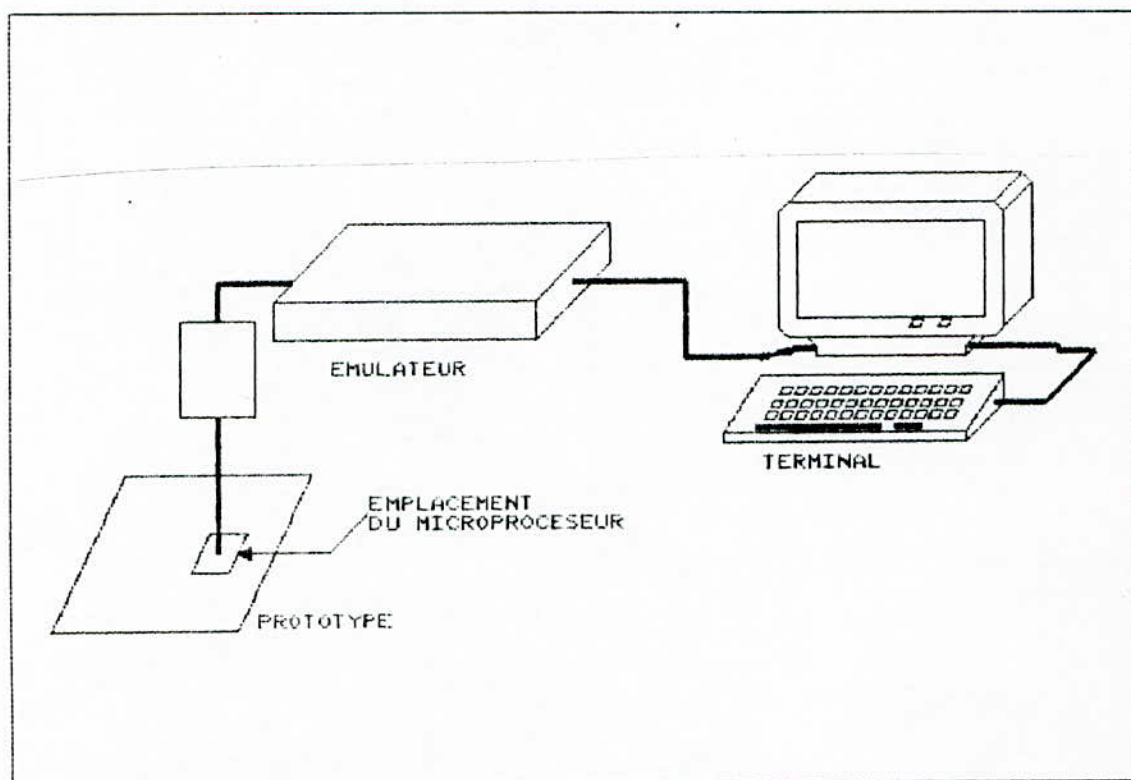 EMULATEUR
TERMINAL
EMPLACEMENT
DU MICROPROCESEUR
PROTOTYPE